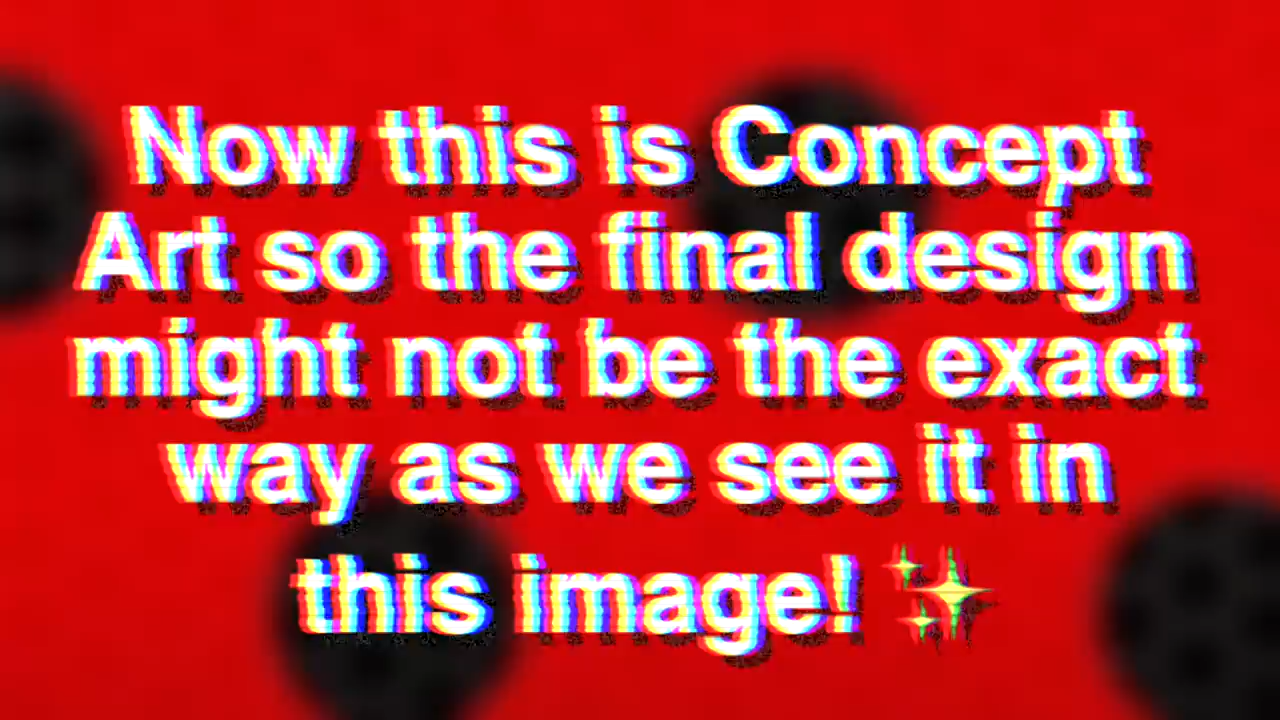 Now this is Concept
Art so the final design
might not be the exact
way as we see it in
this image! ✨